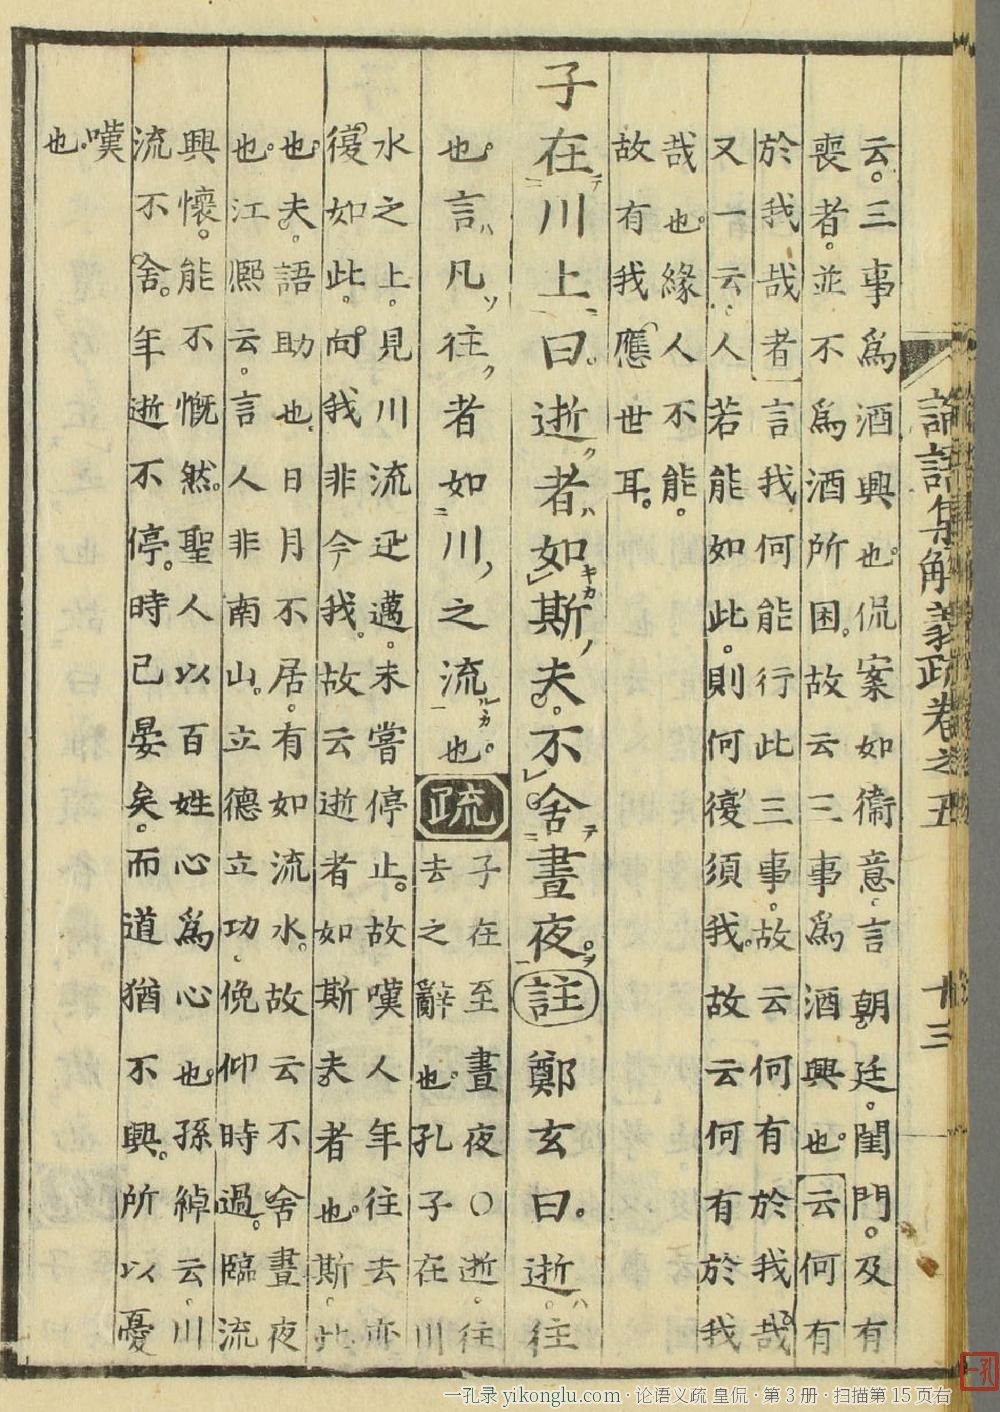 論語集解義疏卷之五 十三
云。三事爲酒興也。侃案如衞意。言朝廷。閨門。及有
喪者。並不爲酒所困。故云三事爲酒興也。云何有
於我哉者言我何能行此三事。故云何有於我哉。
又一云。人若能如此。則何復須我。故云何有於我
哉也。緣人不能。
故有我應世耳。
子在川上曰。逝者如斯夫。不舍晝夜。註鄭玄曰。逝往
也。言凡往者如川之流也。疏
子在至晝夜○逝。往
去之辭也。孔子在川
水之上。見川流迅邁。未嘗停止。故嘆人年往去亦
復如此。向我非今我。故云逝者如斯夫者也。斯此
也。夫。語助也。日月不居。有如流水。故云不舍晝夜
也。江熙云。言人非南山。立德立功。俛仰時過。臨流
興懷。能不慨然。聖人以百姓心爲心也。孫綽云。川
流不舍。年逝不停。時已晏矣。而道猶不興。所以憂
嘆
也。
一孔录 yikonglu.com · 论语义疏 皇侃 · 第 3 册 · 扫描第 15 页右
一孔